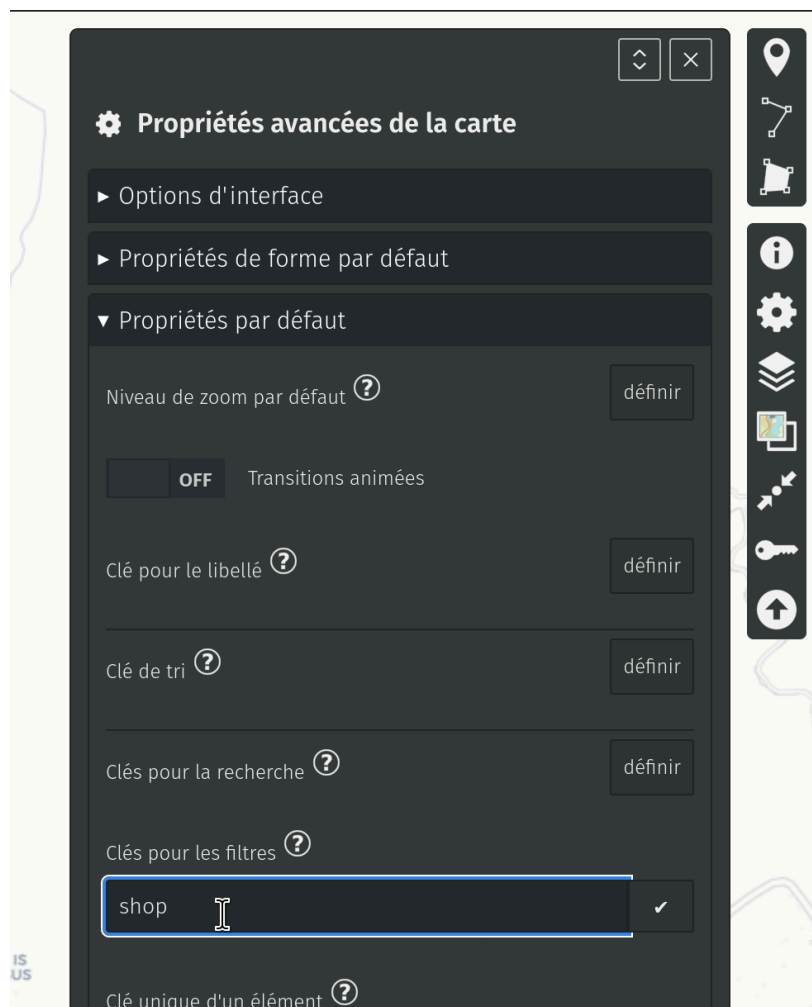 Propriétés avancées de la carte
Options d'interface
Propriétés de forme par défaut
Propriétés par défaut
Niveau de zoom par défaut ? définir
OFF Transitions animées
Clé pour le libellé ? définir
Clé de tri ? définir
Clés pour la recherche ? définir
Clés pour les filtres ?
shop
IS
US
Clé unique d'un élément ?